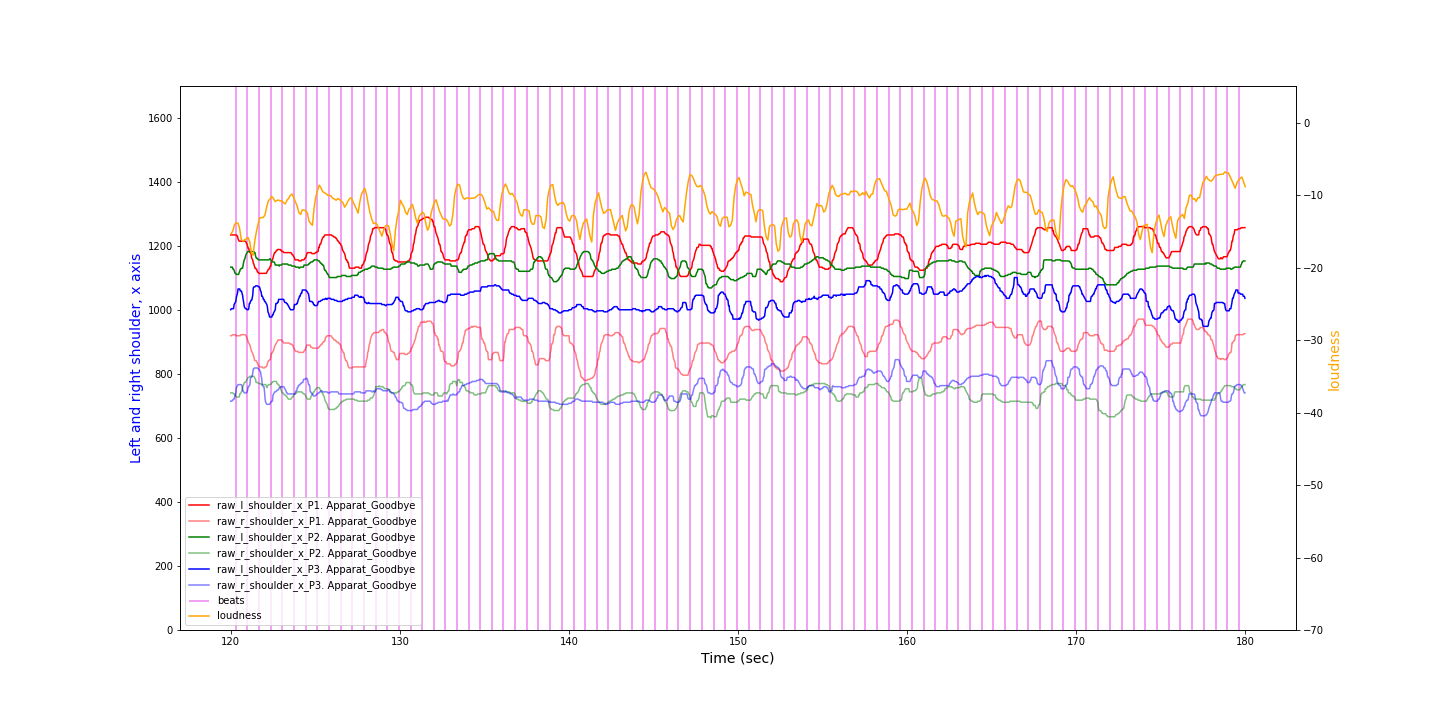 1600
1400
1200
1000
800
600
400
200
0
Left and right shoulder, x axis
0
−10
−20
−30
−40
−50
−60
−70
loudness
raw_l_shoulder_x_P1. Apparat_Goodbye
raw_r_shoulder_x_P1. Apparat_Goodbye
raw_l_shoulder_x_P2. Apparat_Goodbye
raw_r_shoulder_x_P2. Apparat_Goodbye
raw_l_shoulder_x_P3. Apparat_Goodbye
raw_r_shoulder_x_P3. Apparat_Goodbye
beats
loudness
120 130 140 150 160 170 180
Time (sec)